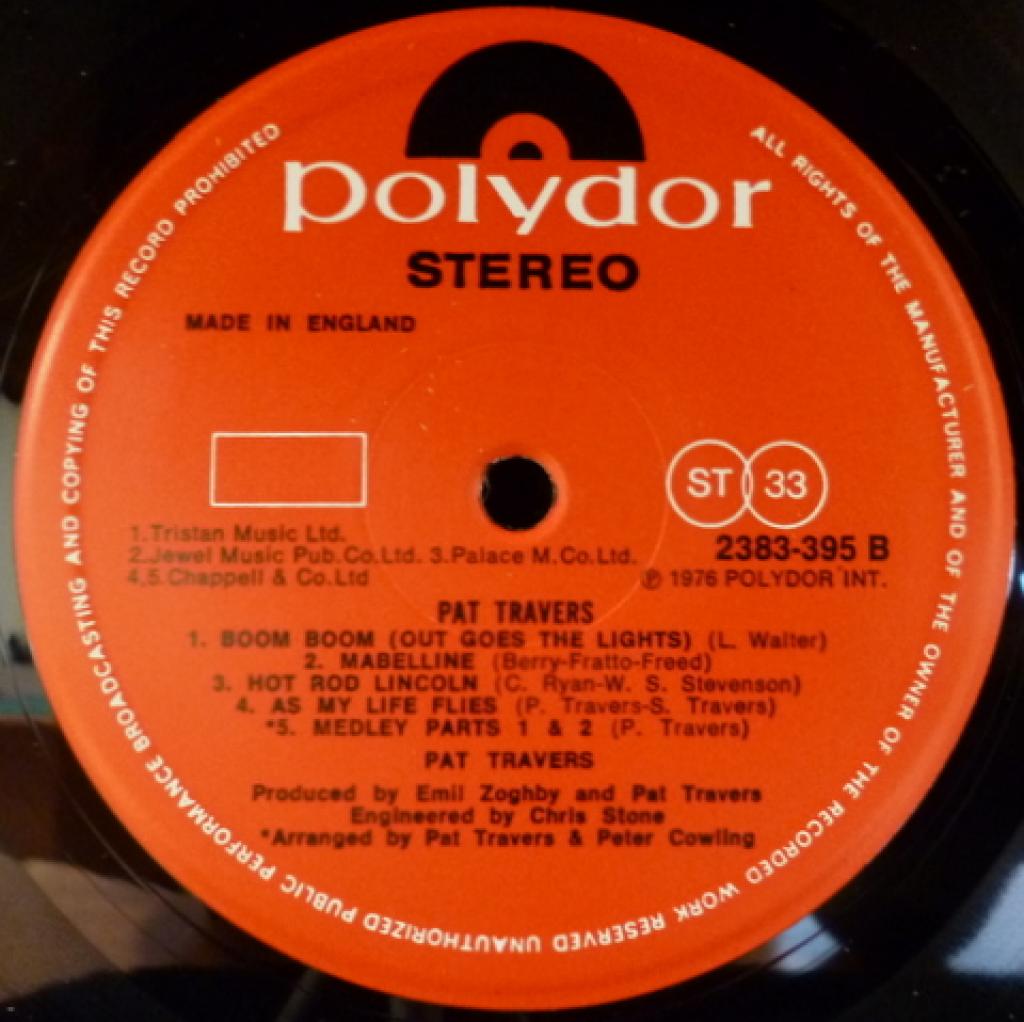 polydor
STEREO
MADE IN ENGLAND
ST 33
1.Tristan Music Ltd.
2.Jewel Music Pub.Co.Ltd. 3.Palace M.Co.Ltd.
4,5.Chappell & Co.Ltd
2383-395 B
℗ 1976 POLYDOR INT.
PAT TRAVERS
1. BOOM BOOM (OUT GOES THE LIGHTS) (L. Walter)
2. MABELLINE (Berry-Fratto-Freed)
3. HOT ROD LINCOLN (C. Ryan-W. S. Stevenson)
4. AS MY LIFE FLIES (P. Travers-S. Travers)
*5. MEDLEY PARTS 1 & 2 (P. Travers)
PAT TRAVERS
Produced by Emil Zoghby and Pat Travers
Engineered by Chris Stone
*Arranged by Pat Travers & Peter Cowling
ALL RIGHTS OF THE MANUFACTURER AND OF THE OWNER OF THE RECORDED WORK RESERVED UNAUTHORIZED PUBLIC PERFORMANCE BROADCASTING AND COPYING OF THIS RECORD PROHIBITED